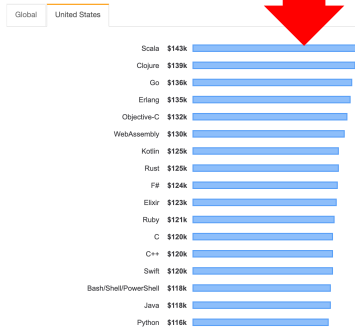 Global United States
Scala $143k
Clojure $139k
Go $136k
Erlang $135k
Objective-C $132k
WebAssembly $130k
Kotlin $125k
Rust $125k
F# $124k
Elixir $123k
Ruby $121k
C $120k
C++ $120k
Swift $120k
Bash/Shell/PowerShell $118k
Java $118k
Python $116k